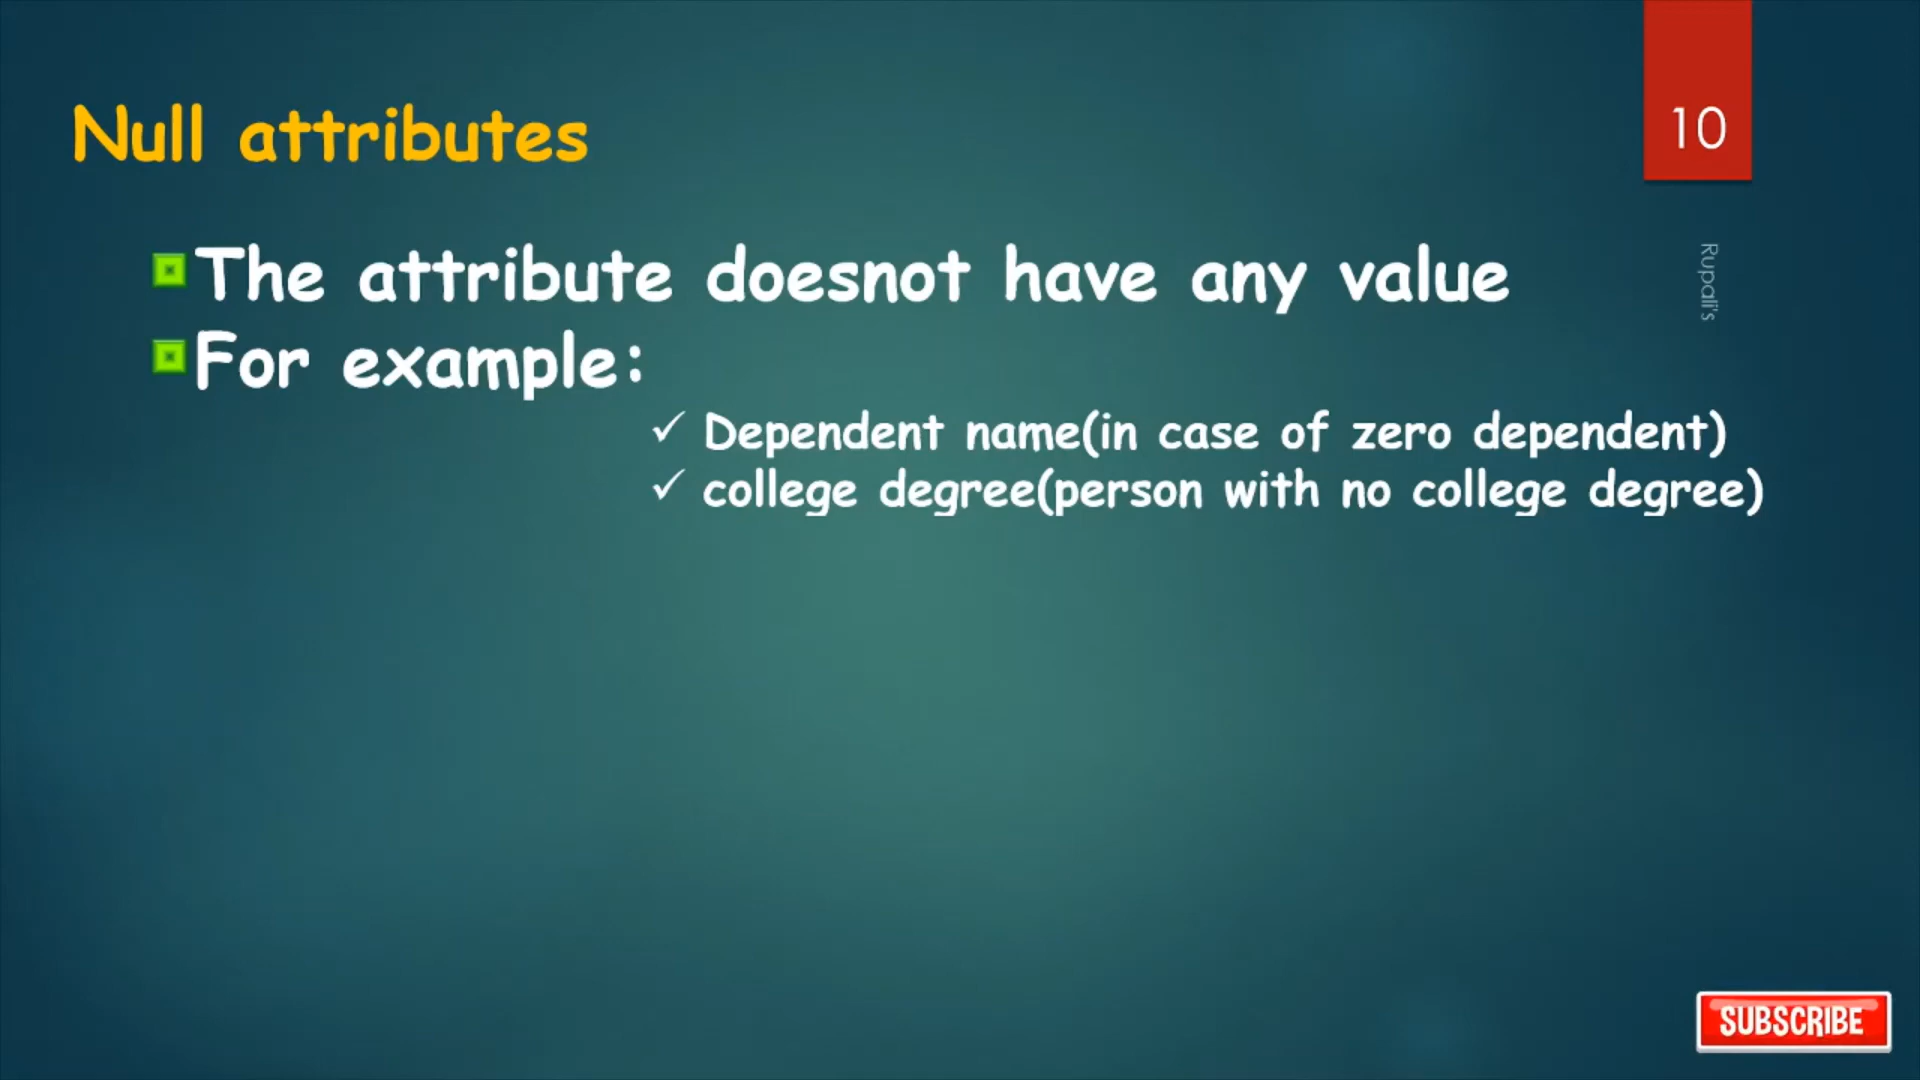 Null attributes
10
The attribute doesnot have any value
Rupali's
For example:
Dependent name(in case of zero dependent)
college degree(person with no college degree)
SUBSCRIBE